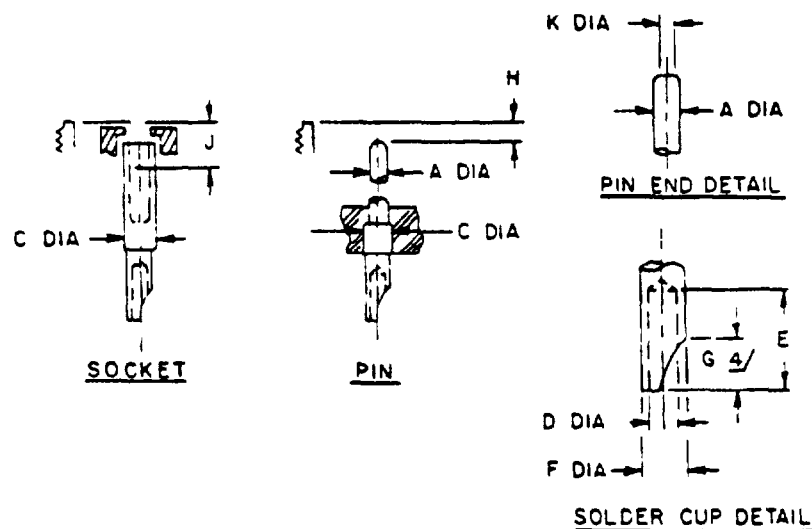 K DIA
H
J
A DIA
A DIA
PIN END DETAIL
C DIA
C DIA
E
G 4/
SOCKET
PIN
D DIA
F DIA
SOLDER CUP DETAIL